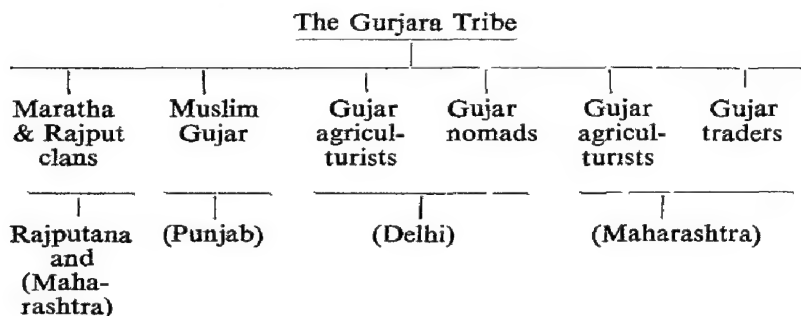 The Gurjara Tribe
Maratha
& Rajput
clans
Muslim
Gujar
Gujar
agricul-
turists
Gujar
nomads
Gujar
agricul-
turists
Gujar
traders
Rajputana
and
(Maha-
rashtra)
(Punjab)
(Delhi)
(Maharashtra)